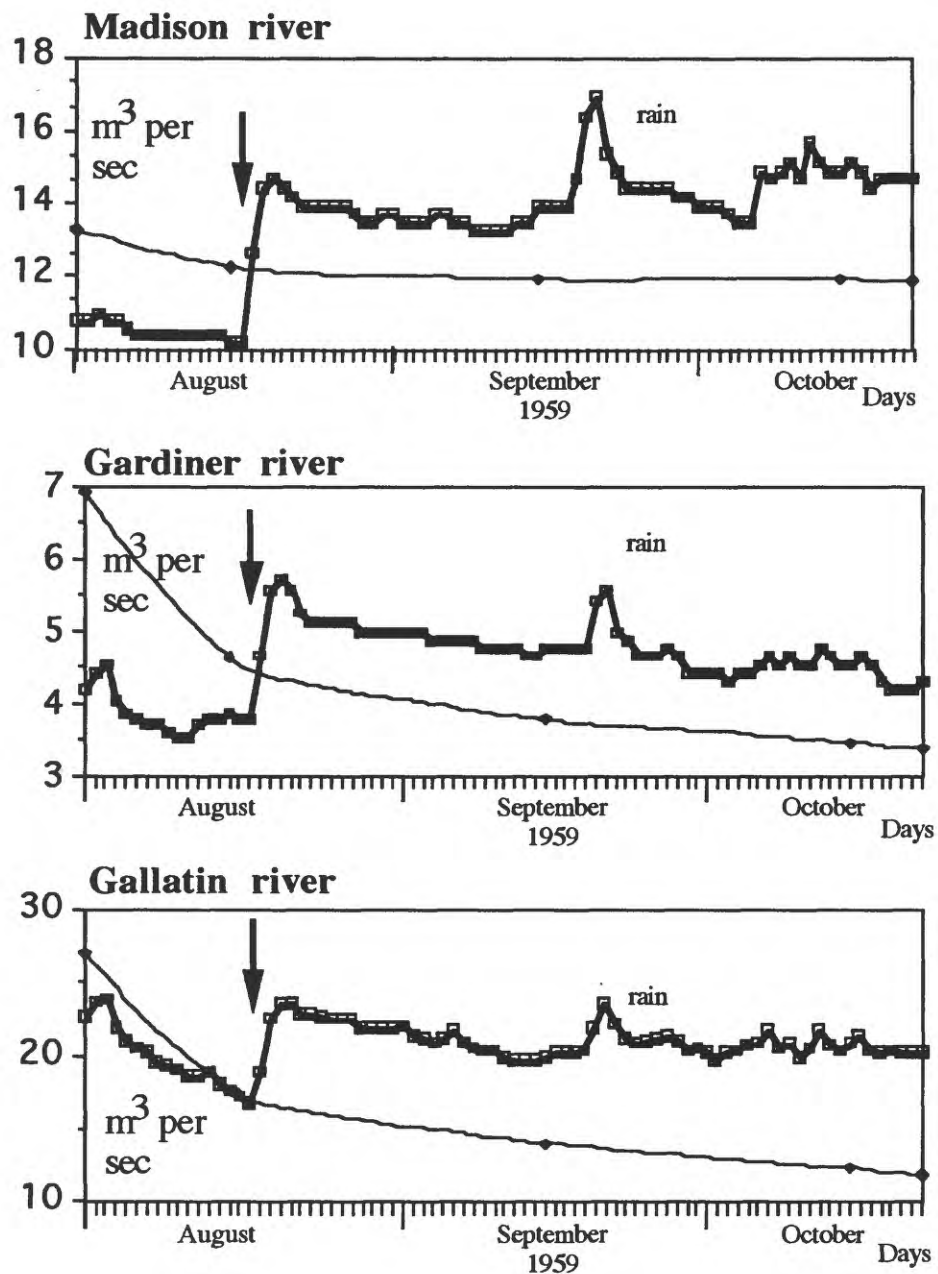 Madison river
18
16
14
12
10
m³ per
sec
rain
August
September
October
1959
Days
Gardiner river
7
6
5
4
3
m³ per
sec
rain
August
September
October
1959
Days
Gallatin river
30
20
10
m³ per
sec
rain
August
September
October
1959
Days